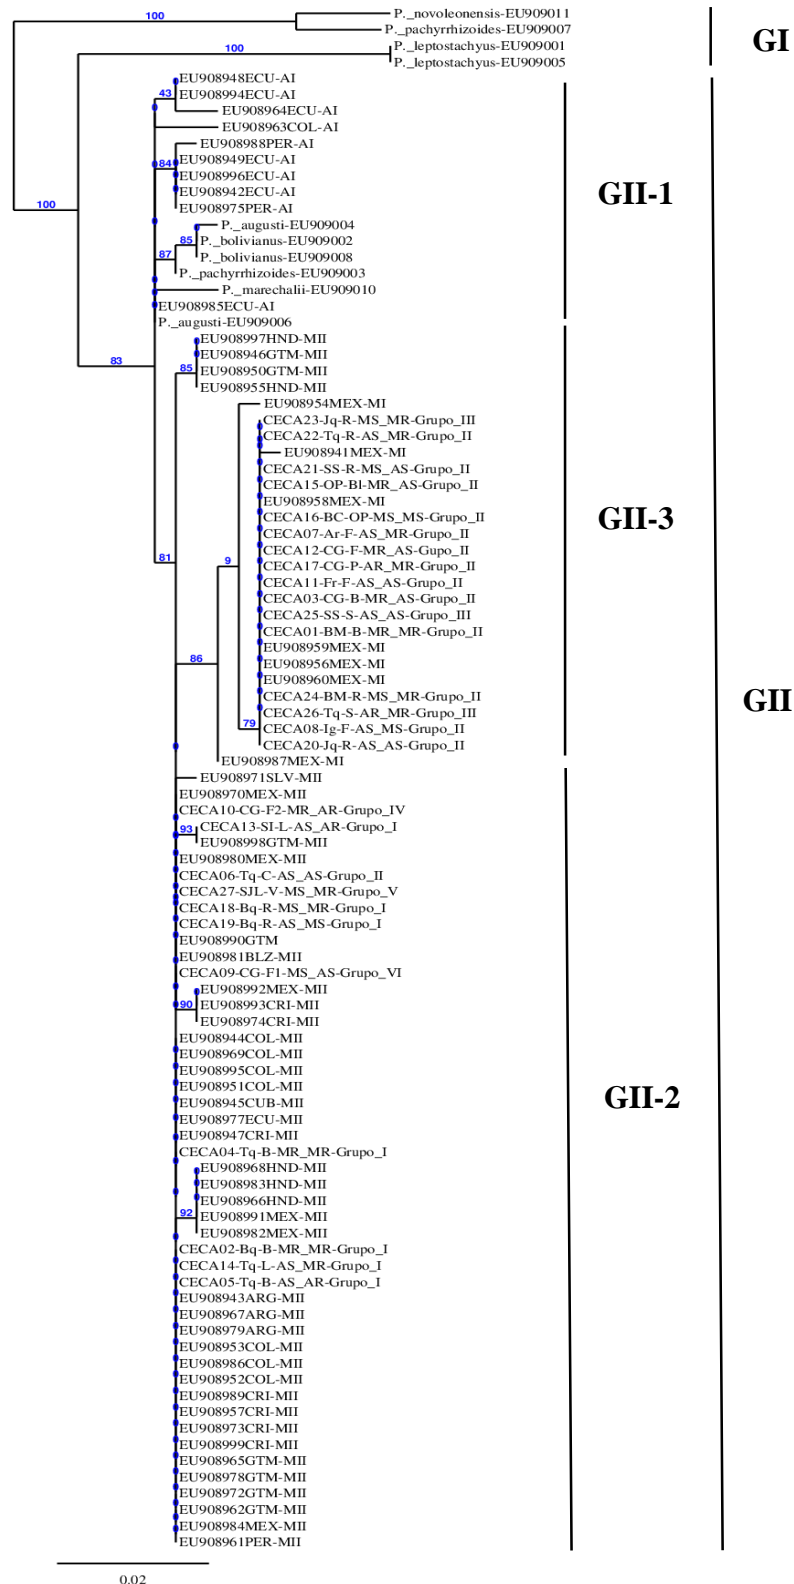 P._novoleonensis-EU909011
100
P._pachyrrhizoides-EU909007
GI
P._leptostachyus-EU909001
100
P._leptostachyus-EU909005
EU908948ECU-AI
43
EU908994ECU-AI
EU908964ECU-AI
EU908963COL-AI
EU908988PER-AI
84
EU908949ECU-AI
EU908996ECU-AI
EU908942ECU-AI
GII-1
100
EU908975PER-AI
P._augusti-EU909004
85
P._bolivianus-EU909002
87
P._bolivianus-EU909008
P._pachyrrhizoides-EU909003
P._marechalii-EU909010
EU908985ECU-AI
P._augusti-EU909006
EU908997HND-MII
EU908946GTM-MII
83
85
EU908950GTM-MII
EU908955HND-MII
EU908954MEX-MI
CECA23-Jq-R-MS_MR-Grupo_III
CECA22-Tq-R-AS_MR-Grupo_II
EU908941MEX-MI
CECA21-SS-R-MS_AS-Grupo_II
CECA15-OP-Bl-MR_AS-Grupo_II
EU908958MEX-MI
CECA16-BC-OP-MS_MS-Grupo_II
GII-3
CECA07-Ar-F-AS_MR-Grupo_II
CECA12-CG-F-MR_AS-Gupo_II
81
9
CECA17-CG-P-AR_MR-Grupo_II
CECA11-Fr-F-AS_AS-Grupo_II
CECA03-CG-B-MR_AS-Grupo_II
CECA25-SS-S-AS_AS-Grupo_III
CECA01-BM-B-MR_MR-Grupo_II
EU908959MEX-MI
86
EU908956MEX-MI
EU908960MEX-MI
CECA24-BM-R-MS_MR-Grupo_II
GII
CECA26-Tq-S-AR_MR-Grupo_III
79
CECA08-Ig-F-AS_MS-Grupo_II
CECA20-Jq-R-AS_AS-Grupo_II
EU908987MEX-MI
EU908971SLV-MII
EU908970MEX-MII
CECA10-CG-F2-MR_AR-Grupo_IV
93
CECA13-SI-L-AS_AR-Grupo_I
EU908998GTM-MII
EU908980MEX-MII
CECA06-Tq-C-AS_AS-Grupo_II
CECA27-SJL-V-MS_MR-Grupo_V
CECA18-Bq-R-MS_MR-Grupo_I
CECA19-Bq-R-AS_MS-Grupo_I
EU908990GTM
EU908981BLZ-MII
CECA09-CG-F1-MS_AS-Grupo_VI
EU908992MEX-MII
90
EU908993CRI-MII
EU908974CRI-MII
EU908944COL-MII
EU908969COL-MII
EU908995COL-MII
EU908951COL-MII
GII-2
EU908945CUB-MII
EU908977ECU-MII
EU908947CRI-MII
CECA04-Tq-B-MR_MR-Grupo_I
EU908968HND-MII
EU908983HND-MII
EU908966HND-MII
92
EU908991MEX-MII
EU908982MEX-MII
CECA02-Bq-B-MR_MR-Grupo_I
CECA14-Tq-L-AS_MR-Grupo_I
CECA05-Tq-B-AS_AR-Grupo_I
EU908943ARG-MII
EU908967ARG-MII
EU908979ARG-MII
EU908953COL-MII
EU908986COL-MII
EU908952COL-MII
EU908989CRI-MII
EU908957CRI-MII
EU908973CRI-MII
EU908999CRI-MII
EU908965GTM-MII
EU908978GTM-MII
EU908972GTM-MII
EU908962GTM-MII
EU908984MEX-MII
EU908961PER-MII
0.02